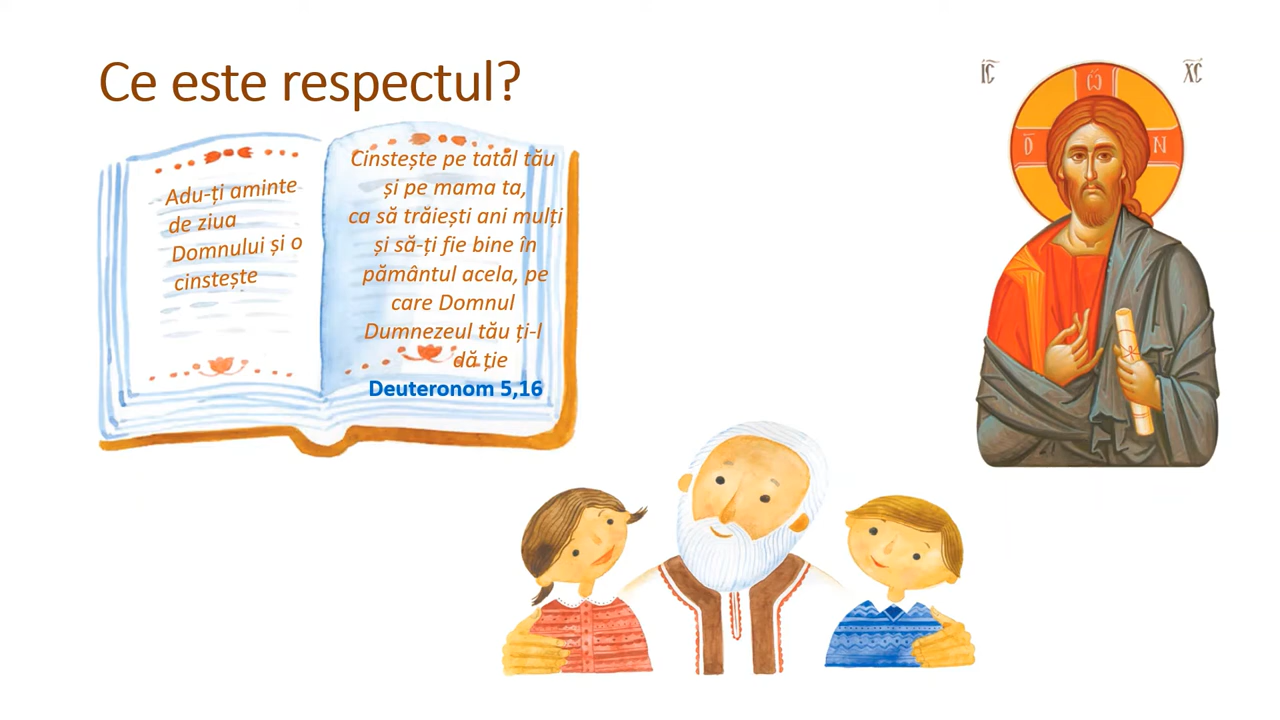 Ce este respectul?
Adu-ți aminte
de ziua
Domnului și o
cinstește
Cinstește pe tatăl tău
și pe mama ta,
ca să trăiești ani mulți
și să-ți fie bine în
pământul acela, pe
care Domnul
Dumnezeul tău ți-l
dă ție
Deuteronom 5,16
IC XC
Ѡ
O N